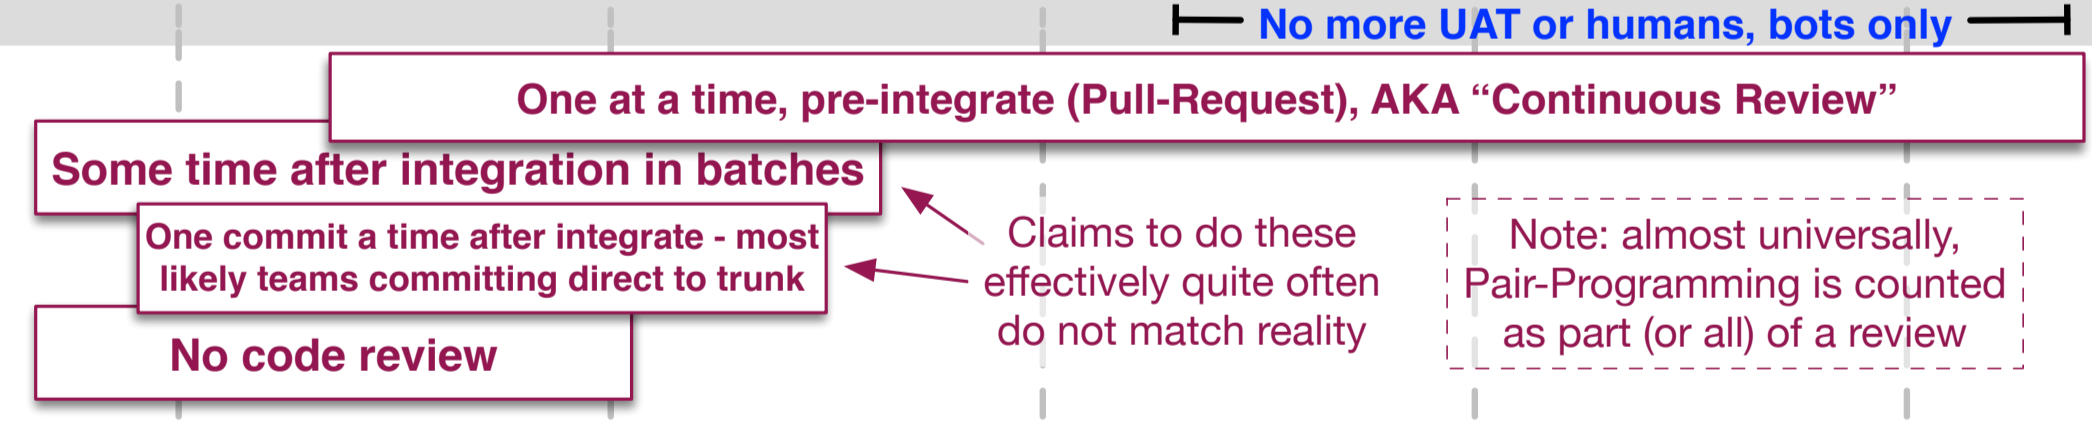 No more UAT or humans, bots only
One at a time, pre-integrate (Pull-Request), AKA “Continuous Review”
Some time after integration in batches
One commit a time after integrate - most
likely teams committing direct to trunk
No code review
Claims to do these
effectively quite often
do not match reality
Note: almost universally,
Pair-Programming is counted
as part (or all) of a review